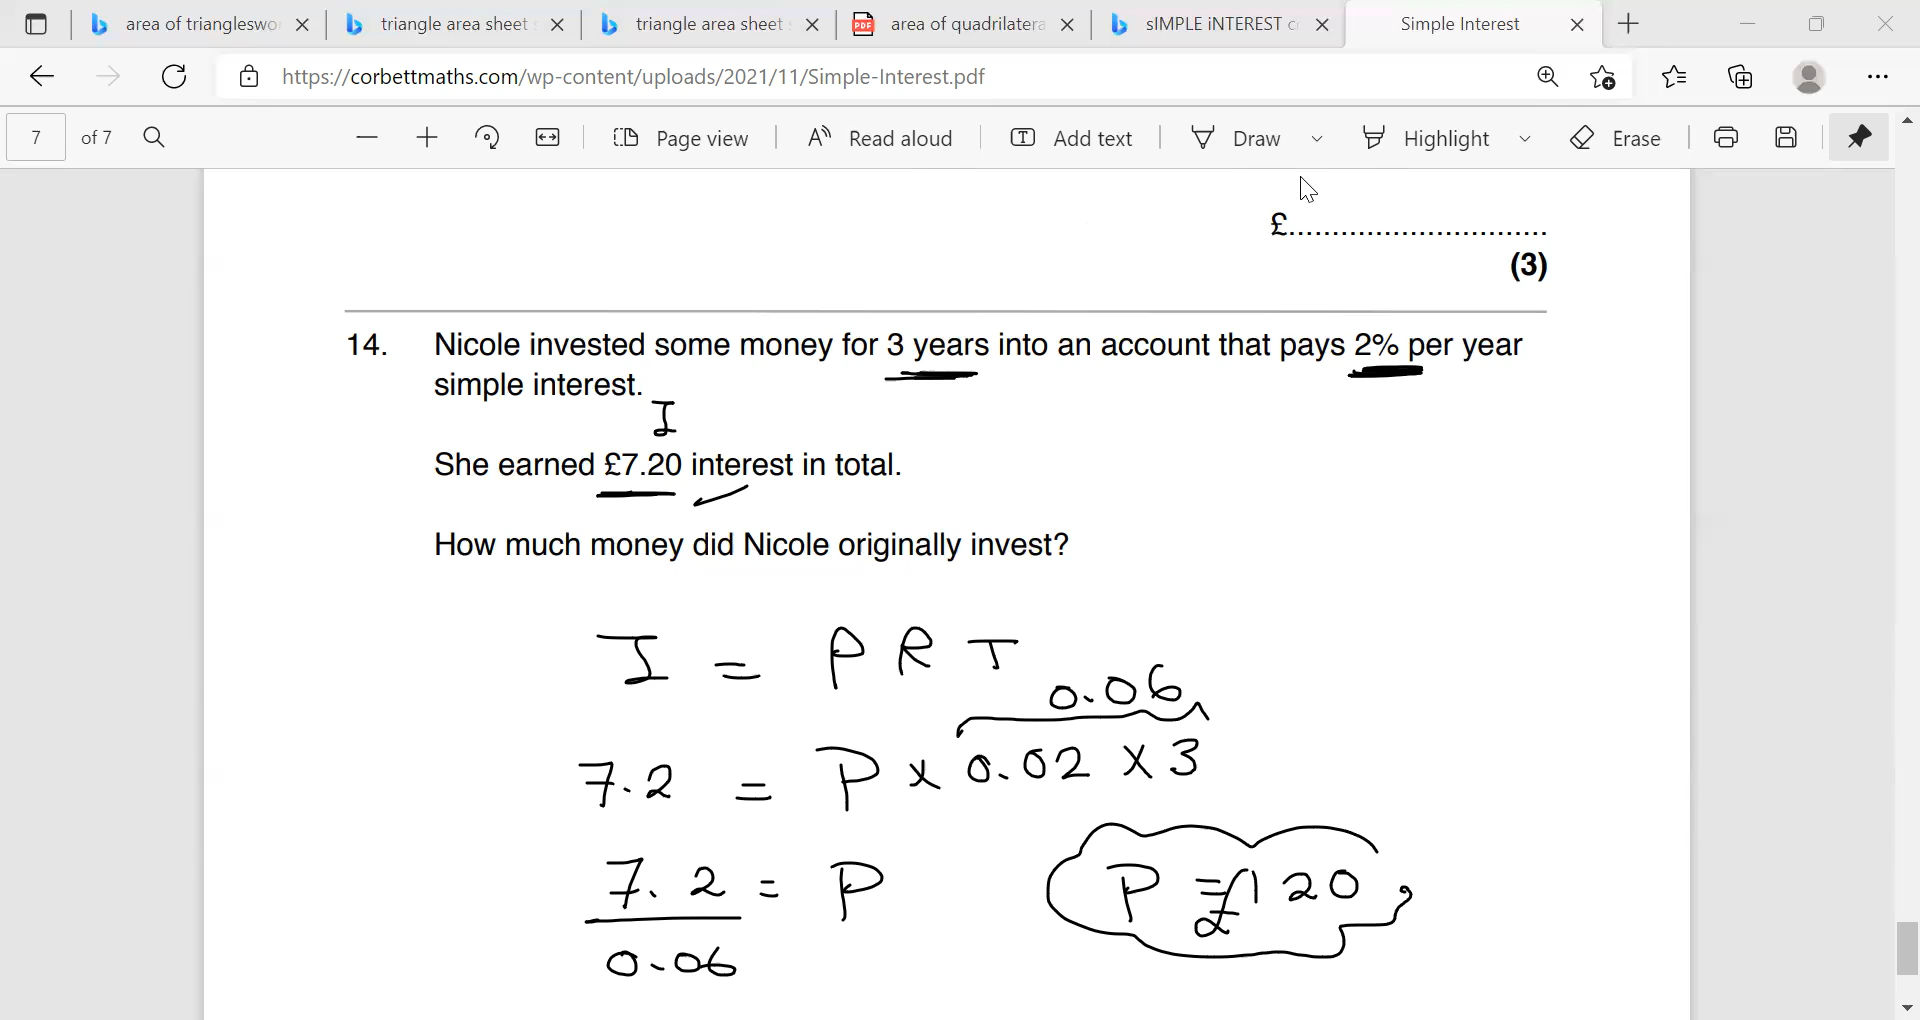 area of triangleswo
triangle area sheet
triangle area sheet
PDF area of quadrilatera
sIMPLE iNTEREST c
Simple Interest
https://corbettmaths.com/wp-content/uploads/2021/11/Simple-Interest.pdf
7 of 7 Page view Read aloud Add text Draw Highlight Erase
£..............................
(3)
14. Nicole invested some money for 3 years into an account that pays 2% per year
simple interest.
I
She earned £7.20 interest in total.
How much money did Nicole originally invest?
I = P R T
0.06
7.2 = P x 0.02 x 3
7.2 = P
0.06
P = £120